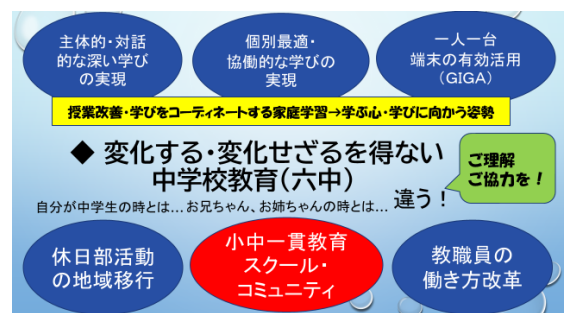 主体的・対話
的な深い学び
の実現
個別最適・
協働的な学びの
実現
一人一台
端末の有効活用
(GIGA)
授業改善・学びをコーディネートする家庭学習→学ぶ心・学びに向かう姿勢
◆ 変化する・変化せざるを得ない
中学校教育(六中)
ご理解
ご協力を!
自分が中学生の時とは…お兄ちゃん、お姉ちゃんの時とは… 違う!
休日部活動
の地域移行
小中一貫教育
スクール・
コミュニティ
教職員の
働き方改革